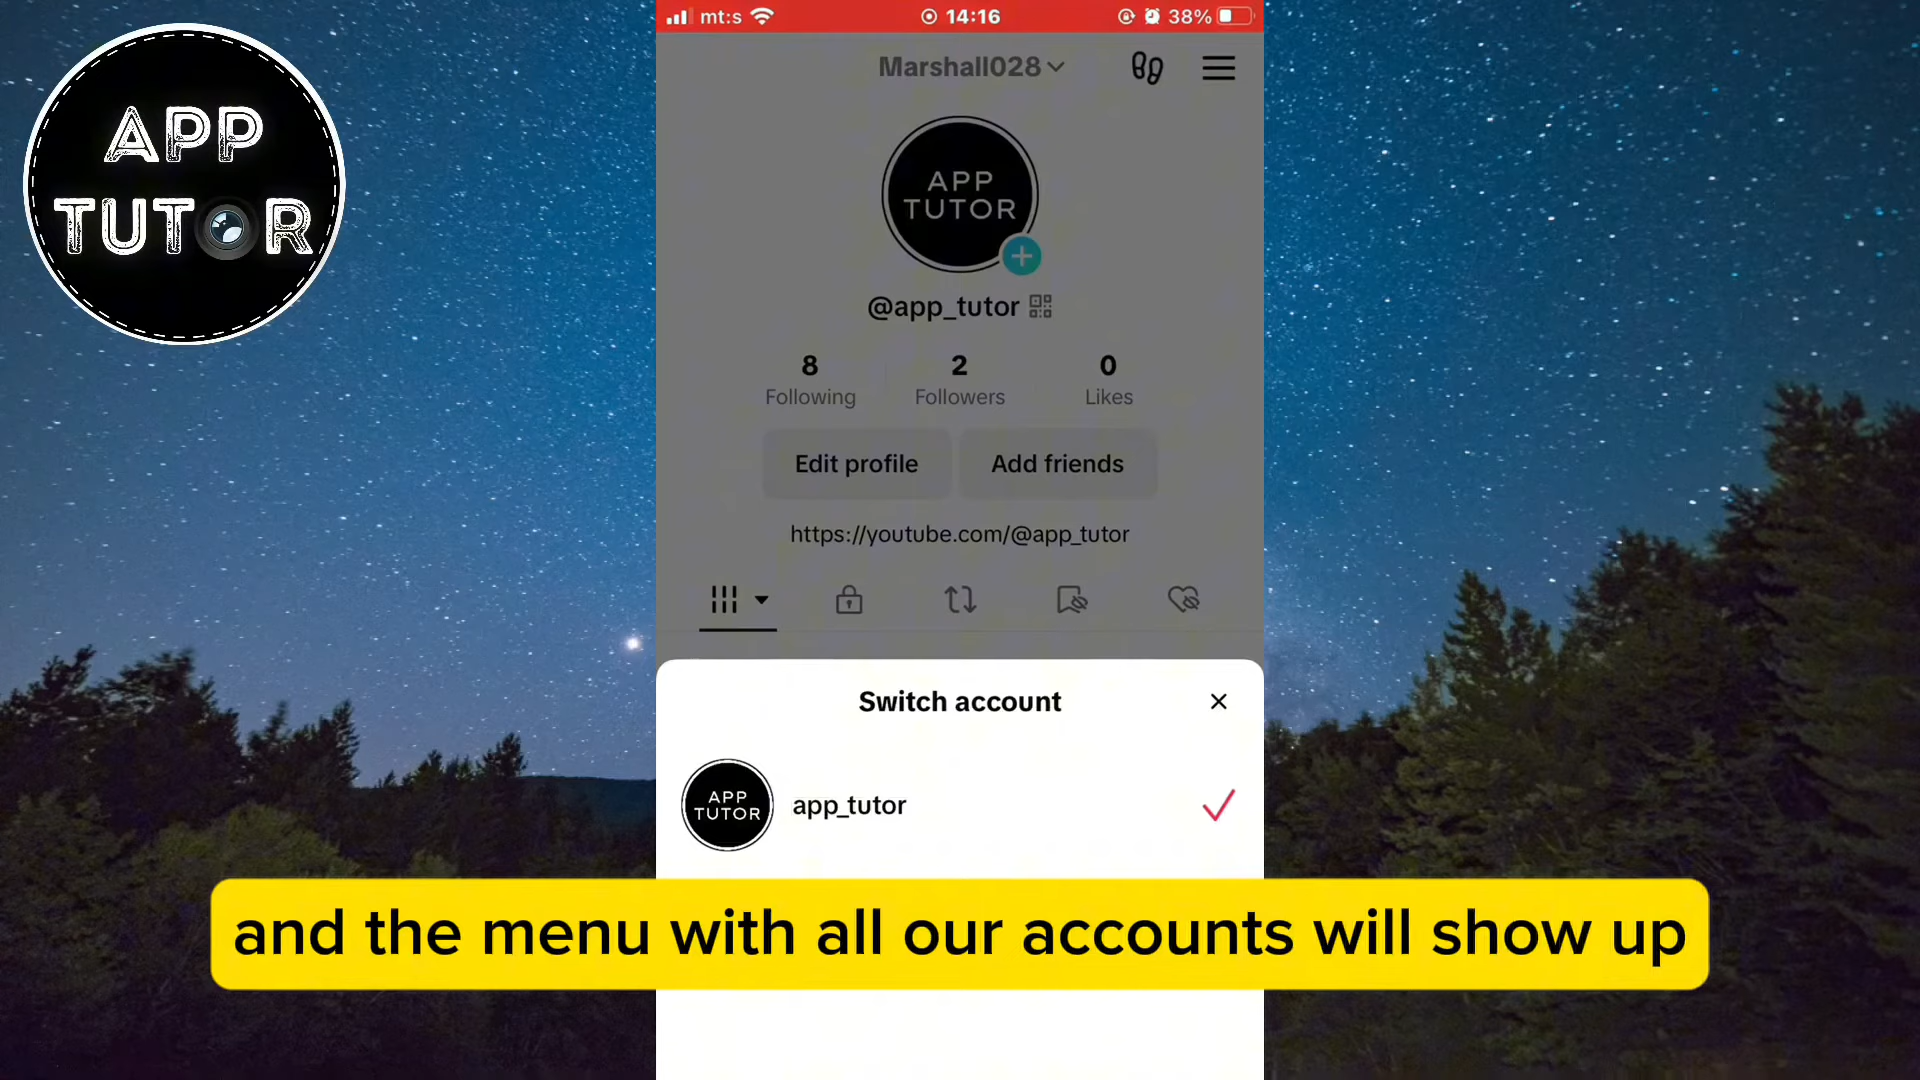 APP
TUTOR
mt:s
14:16
38%
Marshall028
APP
TUTOR
@app_tutor
8
2
0
Following
Followers
Likes
Edit profile
Add friends
https://youtube.com/@app_tutor
Switch account
APP
TUTOR
app_tutor
and the menu with all our accounts will show up